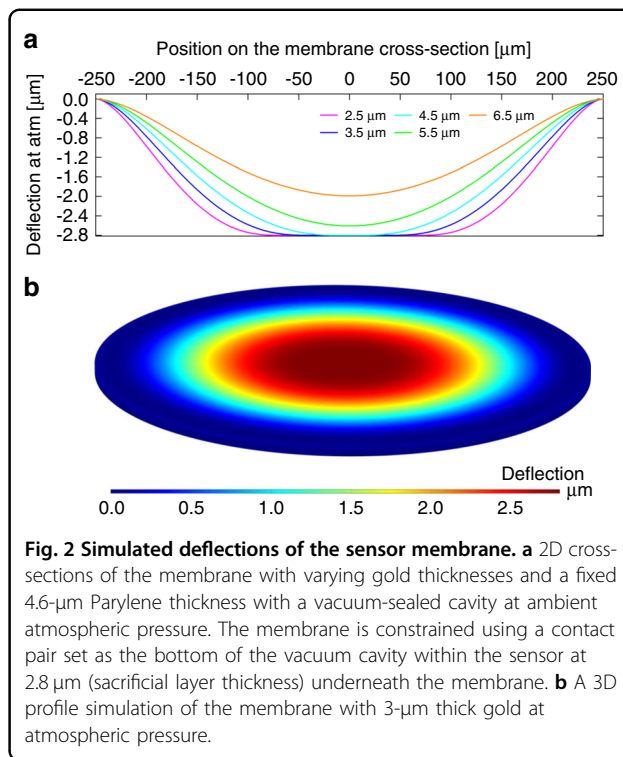 a
Position on the membrane cross-section [µm]
-250 -200 -150 -100 -50 0 50 100 150 200 250
Deflection at atm [µm]
0.0
-0.4
-0.8
-1.2
-1.6
-2.0
-2.4
-2.8
2.5 µm 4.5 µm 6.5 µm
3.5 µm 5.5 µm
b
Deflection
µm
0.0 0.5 1.0 1.5 2.0 2.5
Fig. 2 Simulated deflections of the sensor membrane. a 2D cross-
sections of the membrane with varying gold thicknesses and a fixed
4.6-µm Parylene thickness with a vacuum-sealed cavity at ambient
atmospheric pressure. The membrane is constrained using a contact
pair set as the bottom of the vacuum cavity within the sensor at
2.8 µm (sacrificial layer thickness) underneath the membrane. b A 3D
profile simulation of the membrane with 3-µm thick gold at
atmospheric pressure.